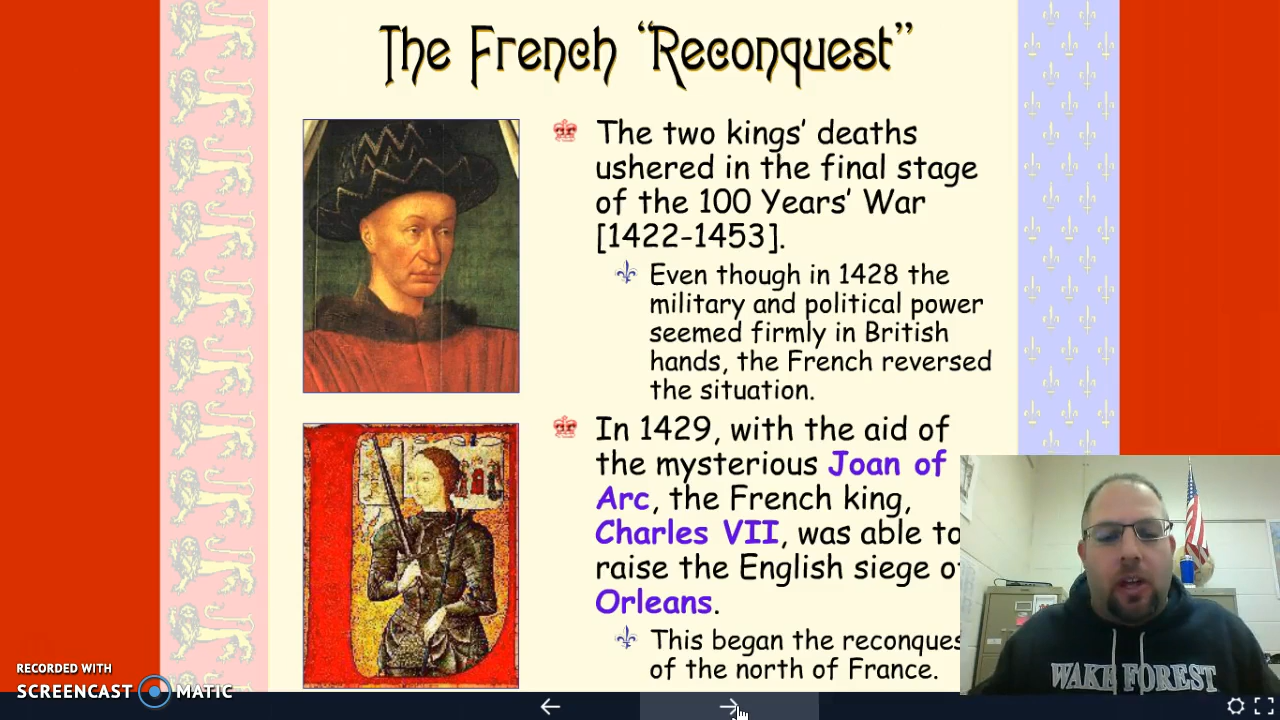 The French “Reconquest”
The two kings’ deaths
ushered in the final stage
of the 100 Years’ War
[1422-1453].
Even though in 1428 the
military and political power
seemed firmly in British
hands, the French reversed
the situation.
In 1429, with the aid of
the mysterious Joan of
Arc, the French king,
Charles VII, was able to
raise the English siege of
Orleans.
This began the reconques
of the north of France.
WAKE FOREST
RECORDED WITH
SCREENCAST MATIC